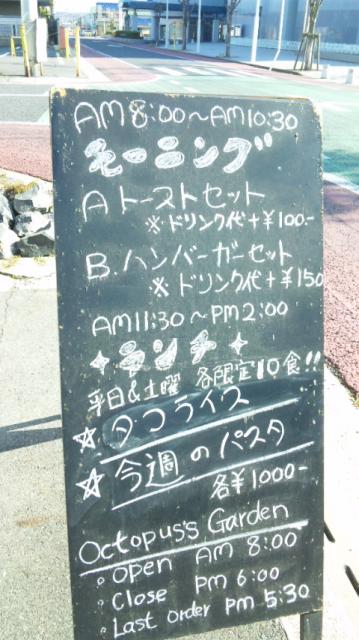 AM 8:00～AM10:30
モーニング
A トーストセット
※ドリンク代+¥100-
B. ハンバーガーセット
※ドリンク代+¥150
AM11:30～PM2:00
ランチ
平日&土曜 各限定10食!!
☆タコライス
☆今週のパスタ
各¥1000-
Octopus's Garden
。Open AM 8:00
。Close PM 6:00
。Last Order PM 5:30